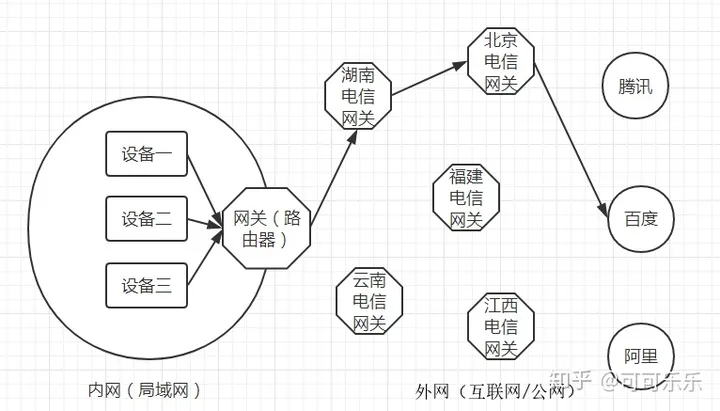 北京
电信
网关
湖南
电信
网关
腾讯
设备一
福建
电信
网关
设备二
网关（路
由器）
百度
设备三
云南
电信
网关
江西
电信
网关
阿里
内网（局域网）
外网（互联网/公网）
知乎 @可可乐乐